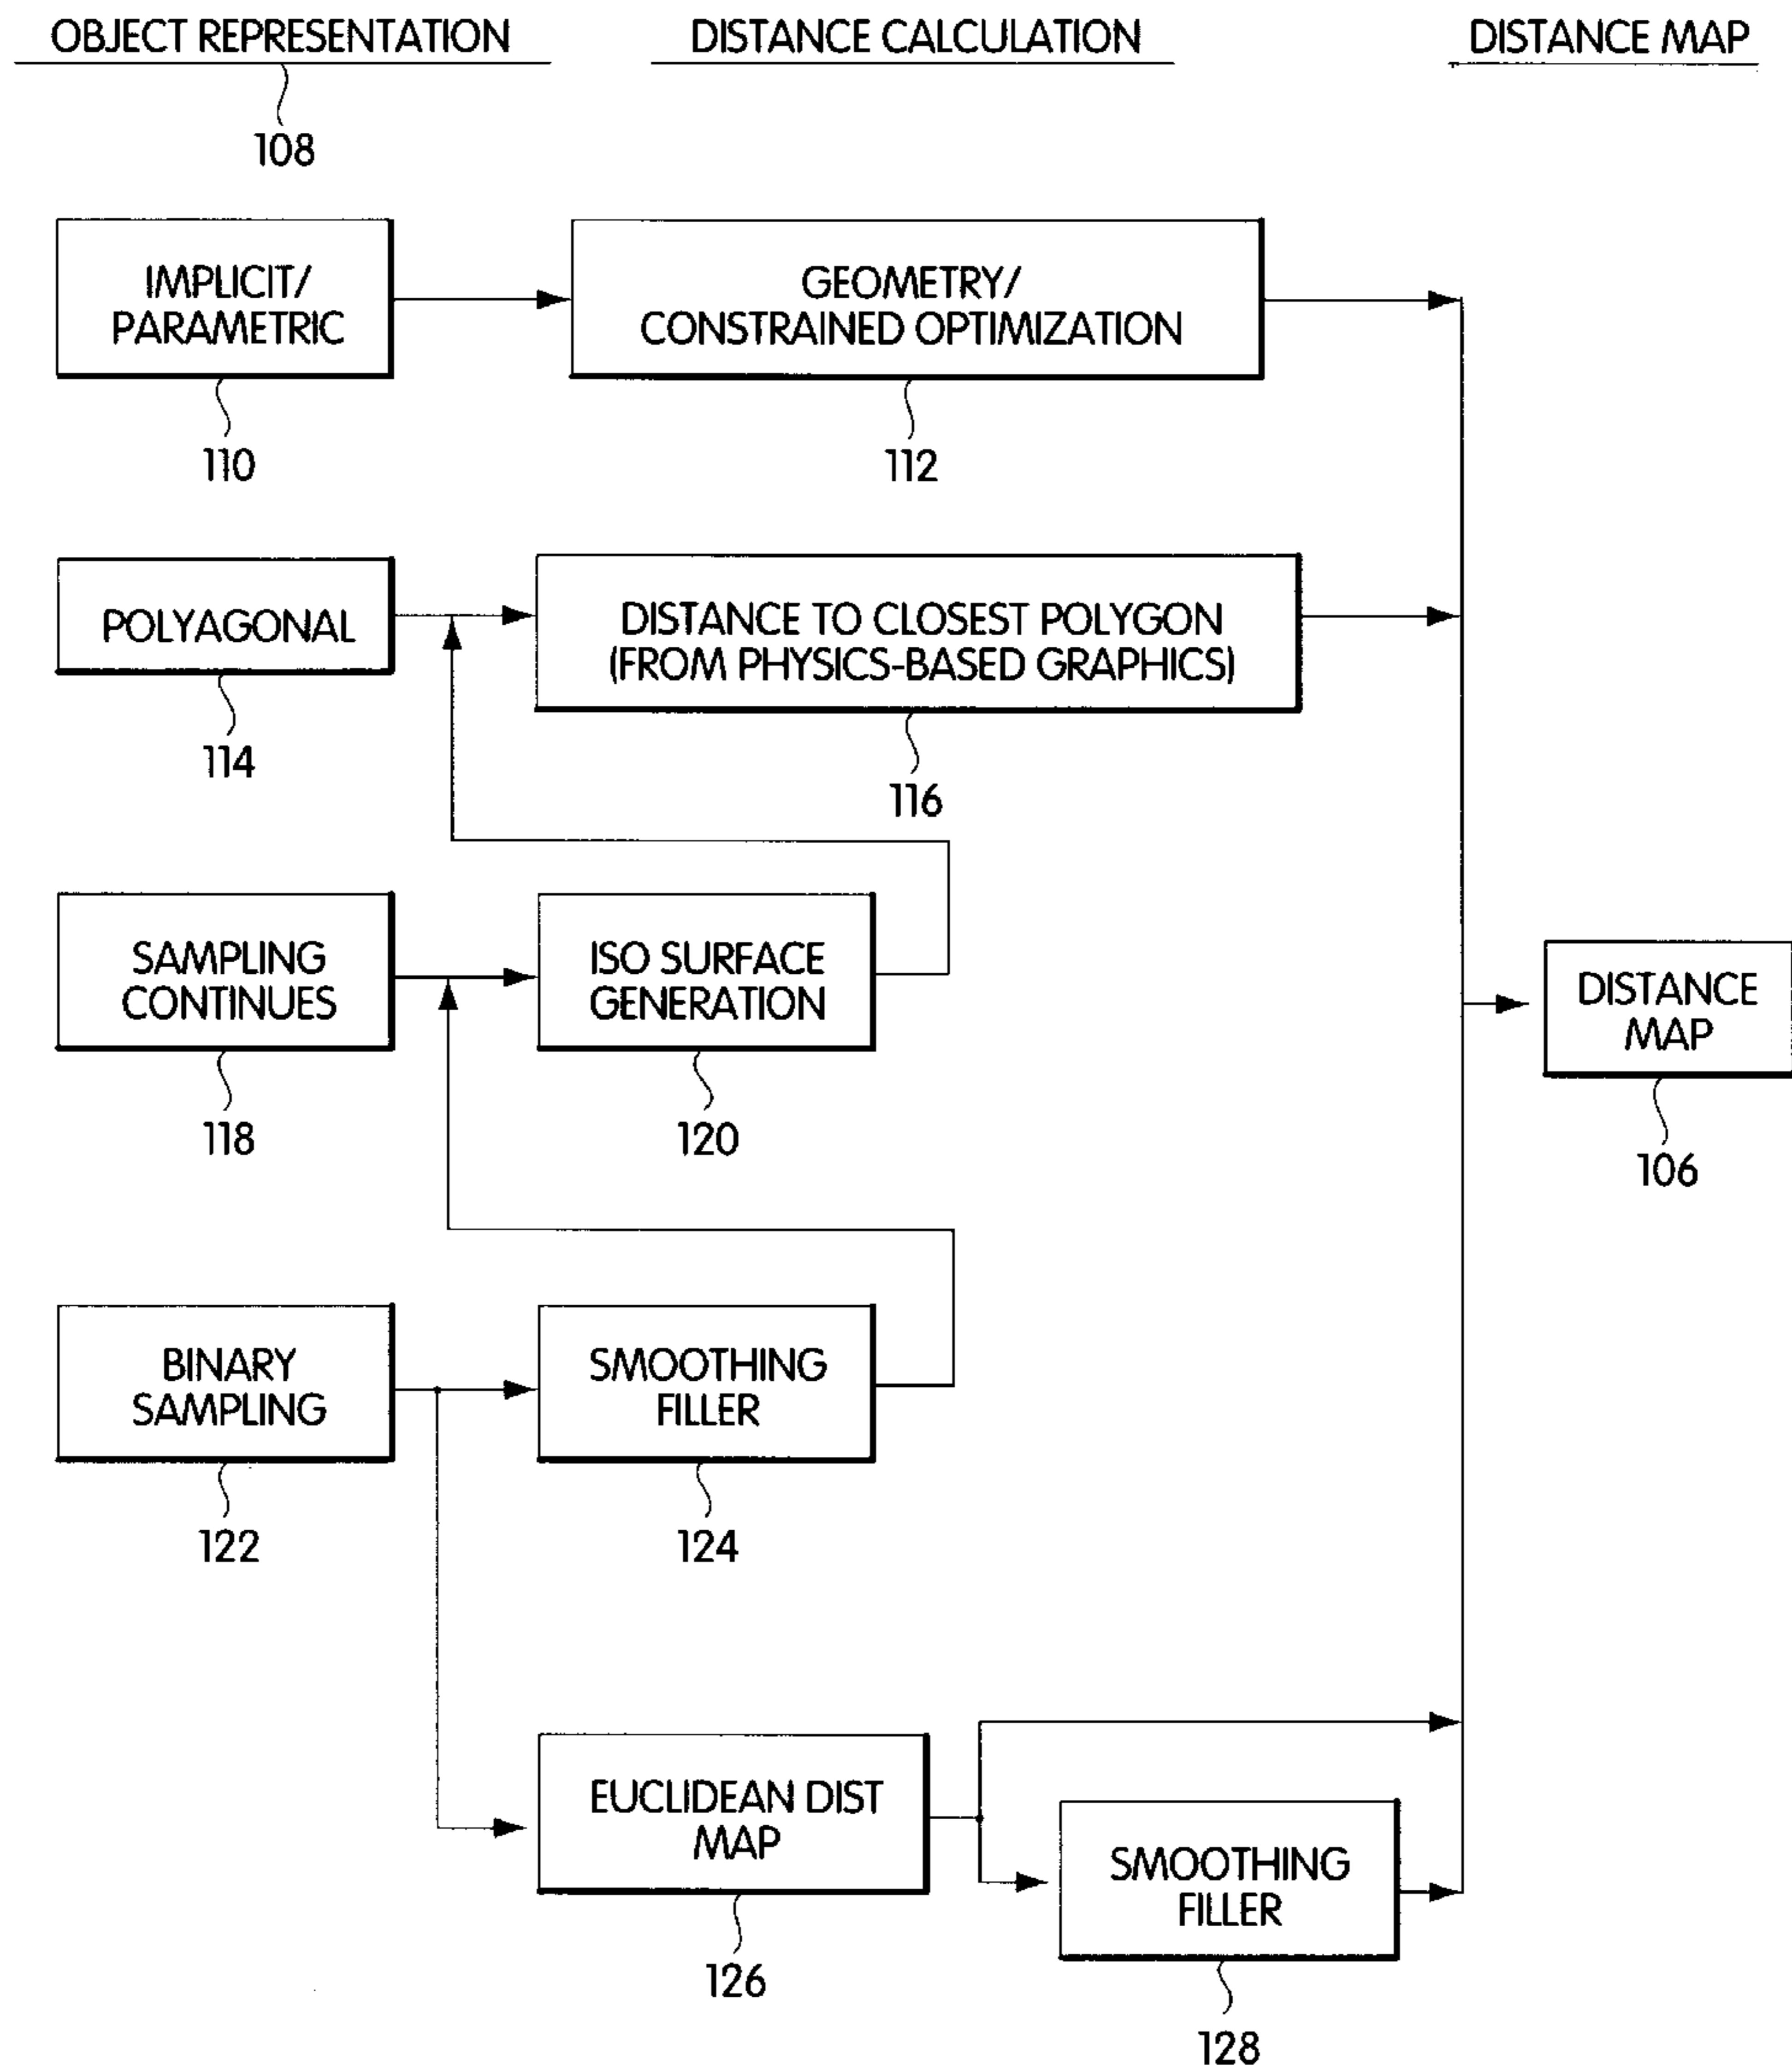 OBJECT REPRESENTATION
DISTANCE CALCULATION
DISTANCE MAP
108
IMPLICIT/
PARAMETRIC
110
GEOMETRY/
CONSTRAINED OPTIMIZATION
112
POLYAGONAL
114
DISTANCE TO CLOSEST POLYGON
(FROM PHYSICS-BASED GRAPHICS)
116
SAMPLING
CONTINUES
118
ISO SURFACE
GENERATION
120
DISTANCE
MAP
106
BINARY
SAMPLING
122
SMOOTHING
FILLER
124
EUCLIDEAN DIST
MAP
126
SMOOTHING
FILLER
128